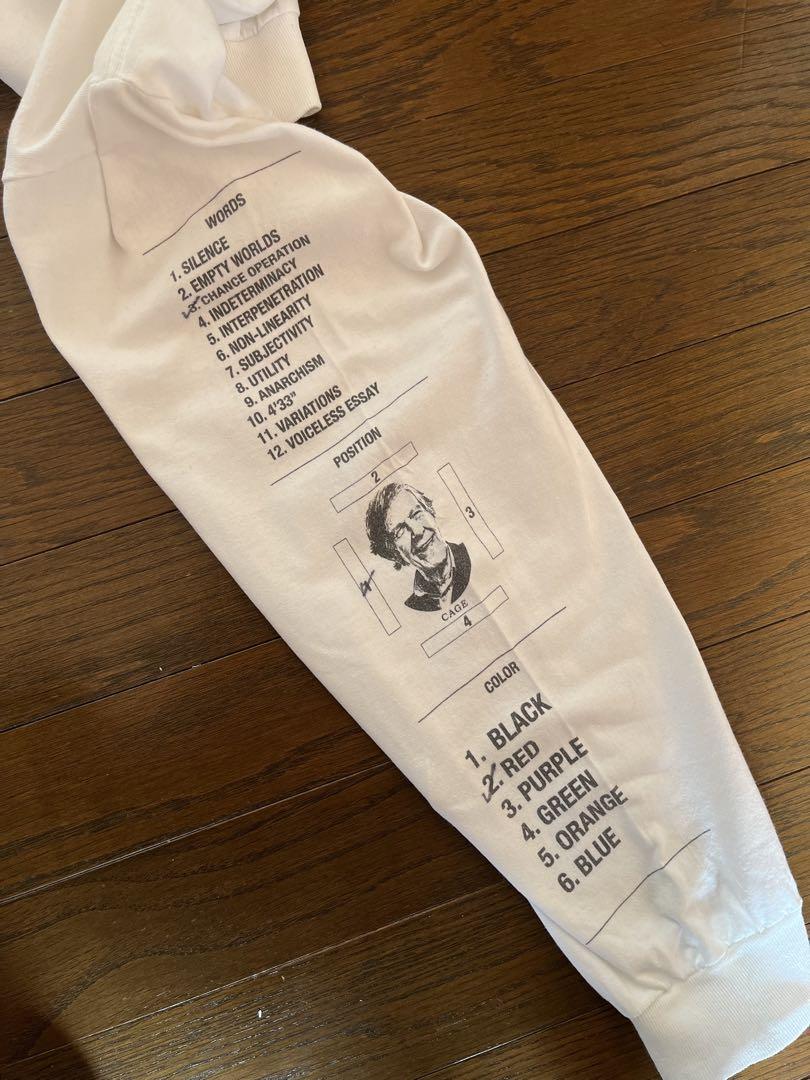 WORDS
1. SILENCE
2. EMPTY WORLDS
3. CHANCE OPERATION
4. INDETERMINACY
5. INTERPENETRATION
6. NON-LINEARITY
7. SUBJECTIVITY
8. UTILITY
9. ANARCHISM
10. 4'33"
11. VARIATIONS
12. VOICELESS ESSAY
POSITION
2
3
CAGE
4
COLOR
1. BLACK
2. RED
3. PURPLE
4. GREEN
5. ORANGE
6. BLUE